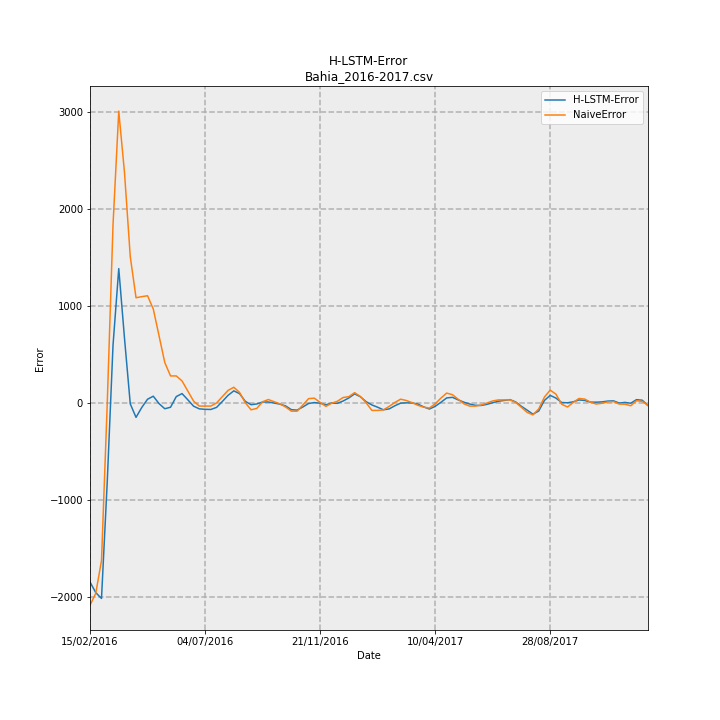 H-LSTM-Error
Bahia_2016-2017.csv
H-LSTM-Error
NaiveError
3000
2000
1000
0
−1000
−2000
Error
15/02/2016 04/07/2016 21/11/2016 10/04/2017 28/08/2017
Date